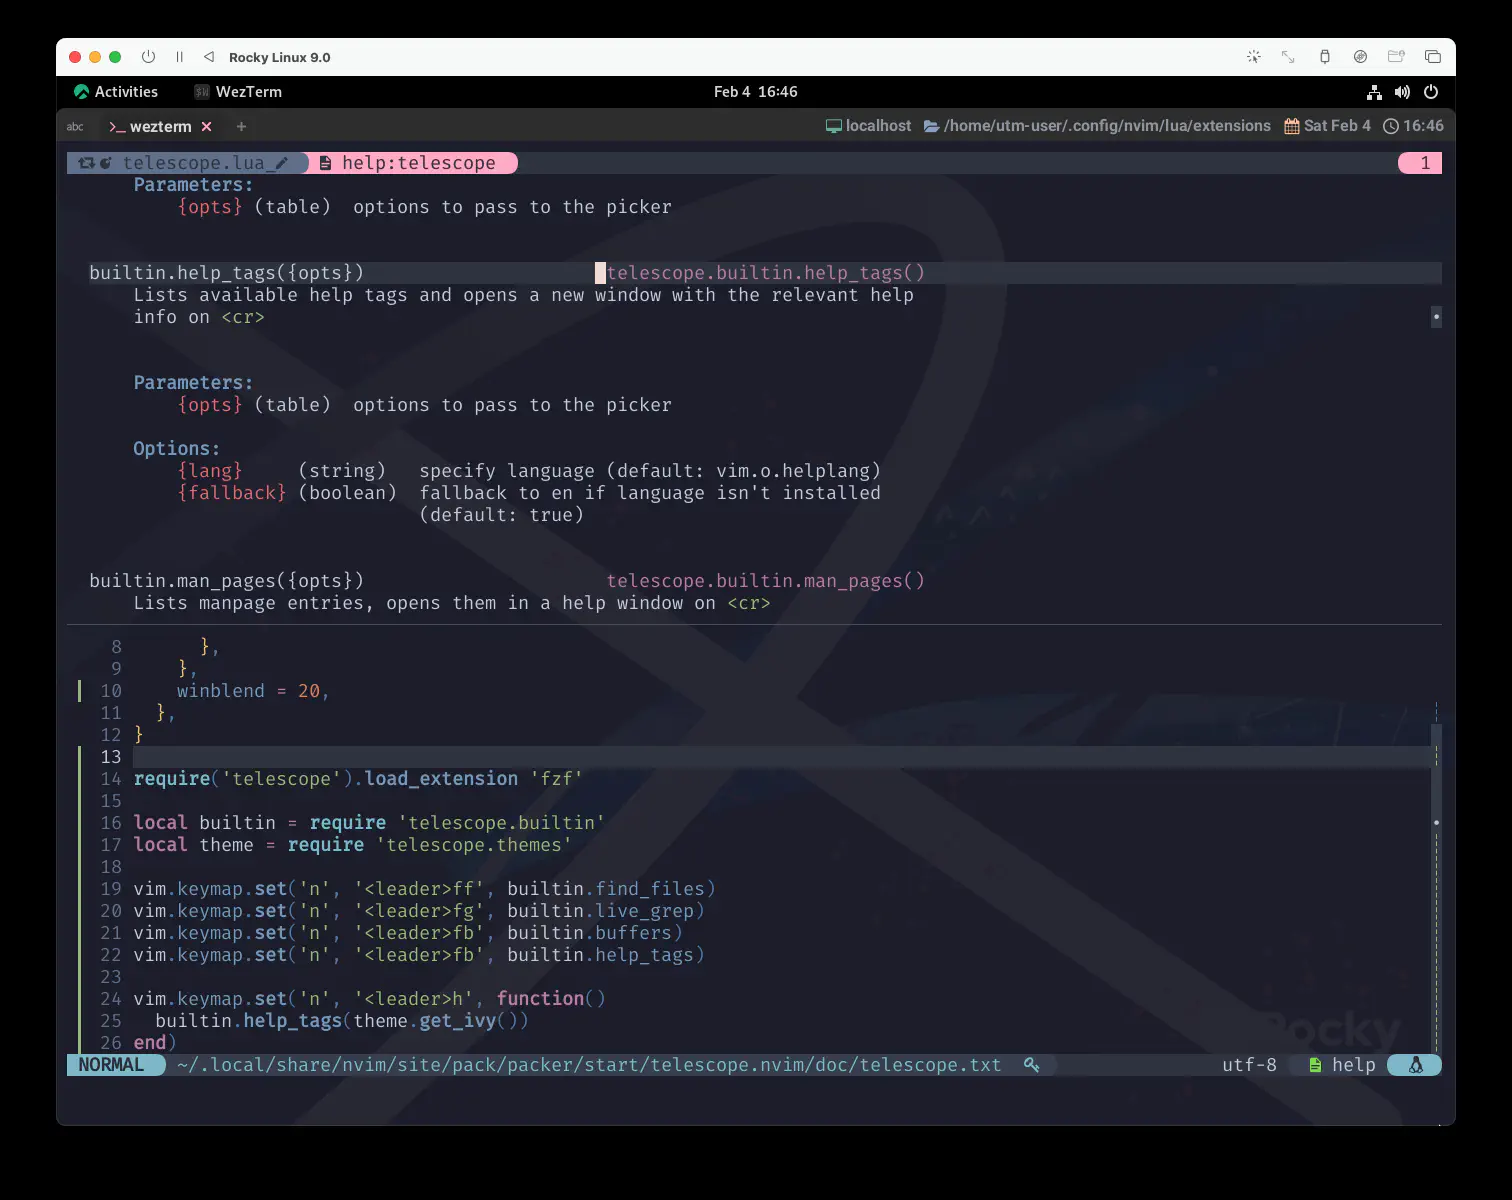 Rocky Linux 9.0
Activities WezTerm Feb 4 16:46
abc >_ wezterm × + localhost /home/utm-user/.config/nvim/lua/extensions Sat Feb 4 16:46
telescope.lua_ help:telescope 1
Parameters:
{opts} (table) options to pass to the picker
builtin.help_tags({opts}) telescope.builtin.help_tags()
Lists available help tags and opens a new window with the relevant help
info on <cr>
Parameters:
{opts} (table) options to pass to the picker
Options:
{lang} (string) specify language (default: vim.o.helplang)
{fallback} (boolean) fallback to en if language isn't installed
(default: true)
builtin.man_pages({opts}) telescope.builtin.man_pages()
Lists manpage entries, opens them in a help window on <cr>
8 },
9 },
10 winblend = 20,
11 },
12 }
13
14 require('telescope').load_extension 'fzf'
15
16 local builtin = require 'telescope.builtin'
17 local theme = require 'telescope.themes'
18
19 vim.keymap.set('n', '<leader>ff', builtin.find_files)
20 vim.keymap.set('n', '<leader>fg', builtin.live_grep)
21 vim.keymap.set('n', '<leader>fb', builtin.buffers)
22 vim.keymap.set('n', '<leader>fb', builtin.help_tags)
23
24 vim.keymap.set('n', '<leader>h', function()
25 builtin.help_tags(theme.get_ivy())
26 end)
Rocky
NORMAL ~/.local/share/nvim/site/pack/packer/start/telescope.nvim/doc/telescope.txt utf-8 help